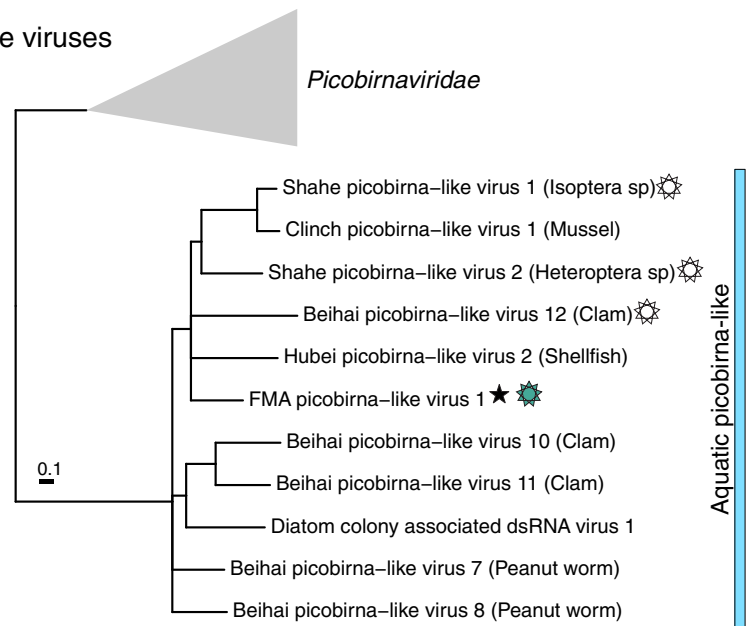 e viruses
Picobirnaviridae
Shahe picobirna−like virus 1 (Isoptera sp)
Clinch picobirna−like virus 1 (Mussel)
Shahe picobirna−like virus 2 (Heteroptera sp)
Beihai picobirna−like virus 12 (Clam)
Hubei picobirna−like virus 2 (Shellfish)
FMA picobirna−like virus 1
Beihai picobirna−like virus 10 (Clam)
0.1
Beihai picobirna−like virus 11 (Clam)
Diatom colony associated dsRNA virus 1
Beihai picobirna−like virus 7 (Peanut worm)
Beihai picobirna−like virus 8 (Peanut worm)
Aquatic picobirna-like